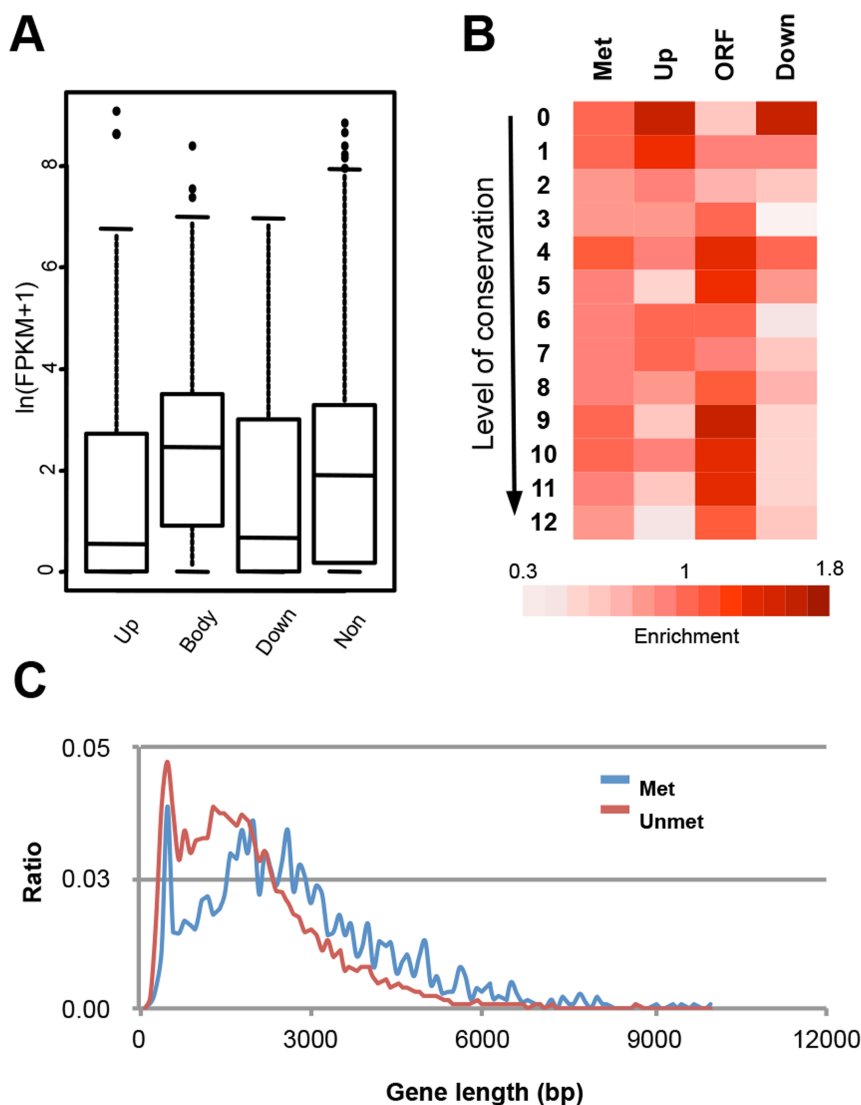 A
ln(FPKM+1)
8
6
4
2
0
Up
Body
Down
Non
B
Met
Up
ORF
Down
Level of conservation
0
1
2
3
4
5
6
7
8
9
10
11
12
0.3
1
1.8
Enrichment
C
Ratio
0.05
0.03
0.00
Met
Unmet
0
3000
6000
9000
12000
Gene length (bp)